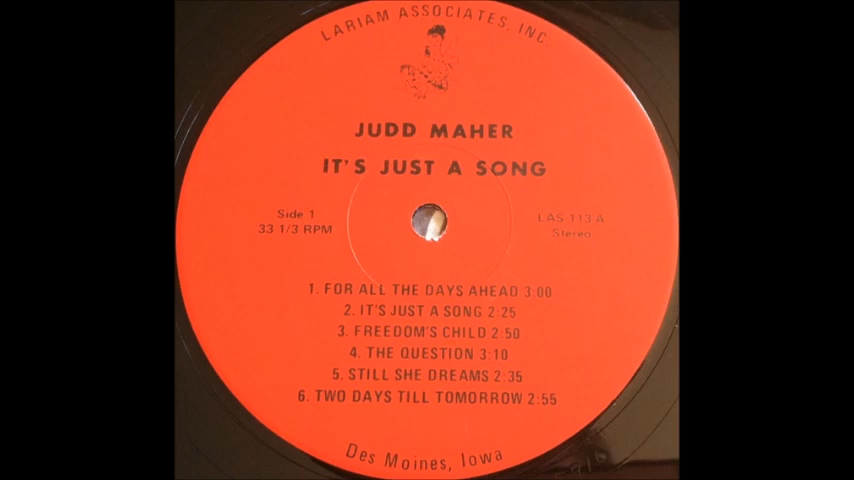 LARIAM ASSOCIATES, INC.
JUDD MAHER
IT'S JUST A SONG
Side 1
33 1/3 RPM
LAS-113 A
Stereo
1. FOR ALL THE DAYS AHEAD 3:00
2. IT'S JUST A SONG 2:25
3. FREEDOM'S CHILD 2:50
4. THE QUESTION 3:10
5. STILL SHE DREAMS 2:35
6. TWO DAYS TILL TOMORROW 2:55
Des Moines, Iowa